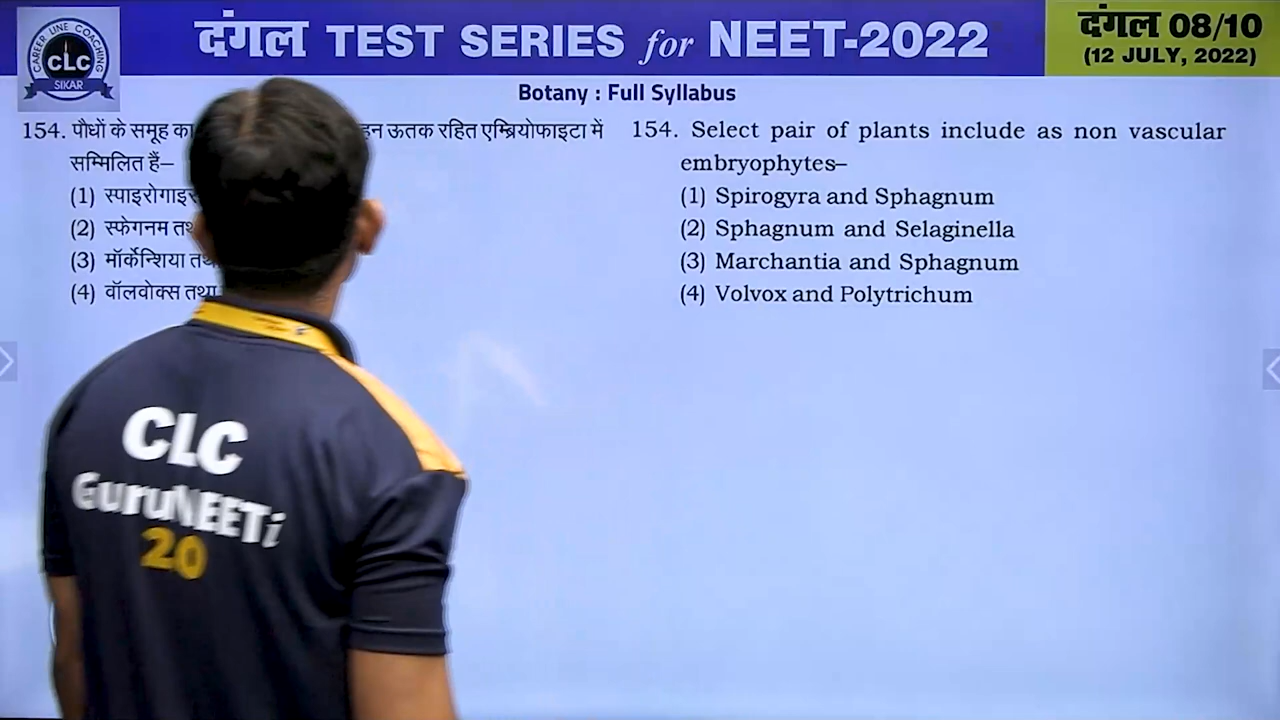 दंगल TEST SERIES for NEET-2022
दंगल 08/10
(12 JULY, 2022)
CAREER LINE COACHING
CLC
SIKAR
Botany : Full Syllabus
154. पौधों के समूह का ऊतक रहित एम्ब्रियोफाइटा में
सम्मिलित हैं–
(1)
(2) स्फेगनम
(3) मॉर्केन्शिया
(4) वॉलवोक्स तथा
154. Select pair of plants include as non vascular
embryophytes–
(1) Spirogyra and Sphagnum
(2) Sphagnum and Selaginella
(3) Marchantia and Sphagnum
(4) Volvox and Polytrichum
CLC
GuruNEETi
20